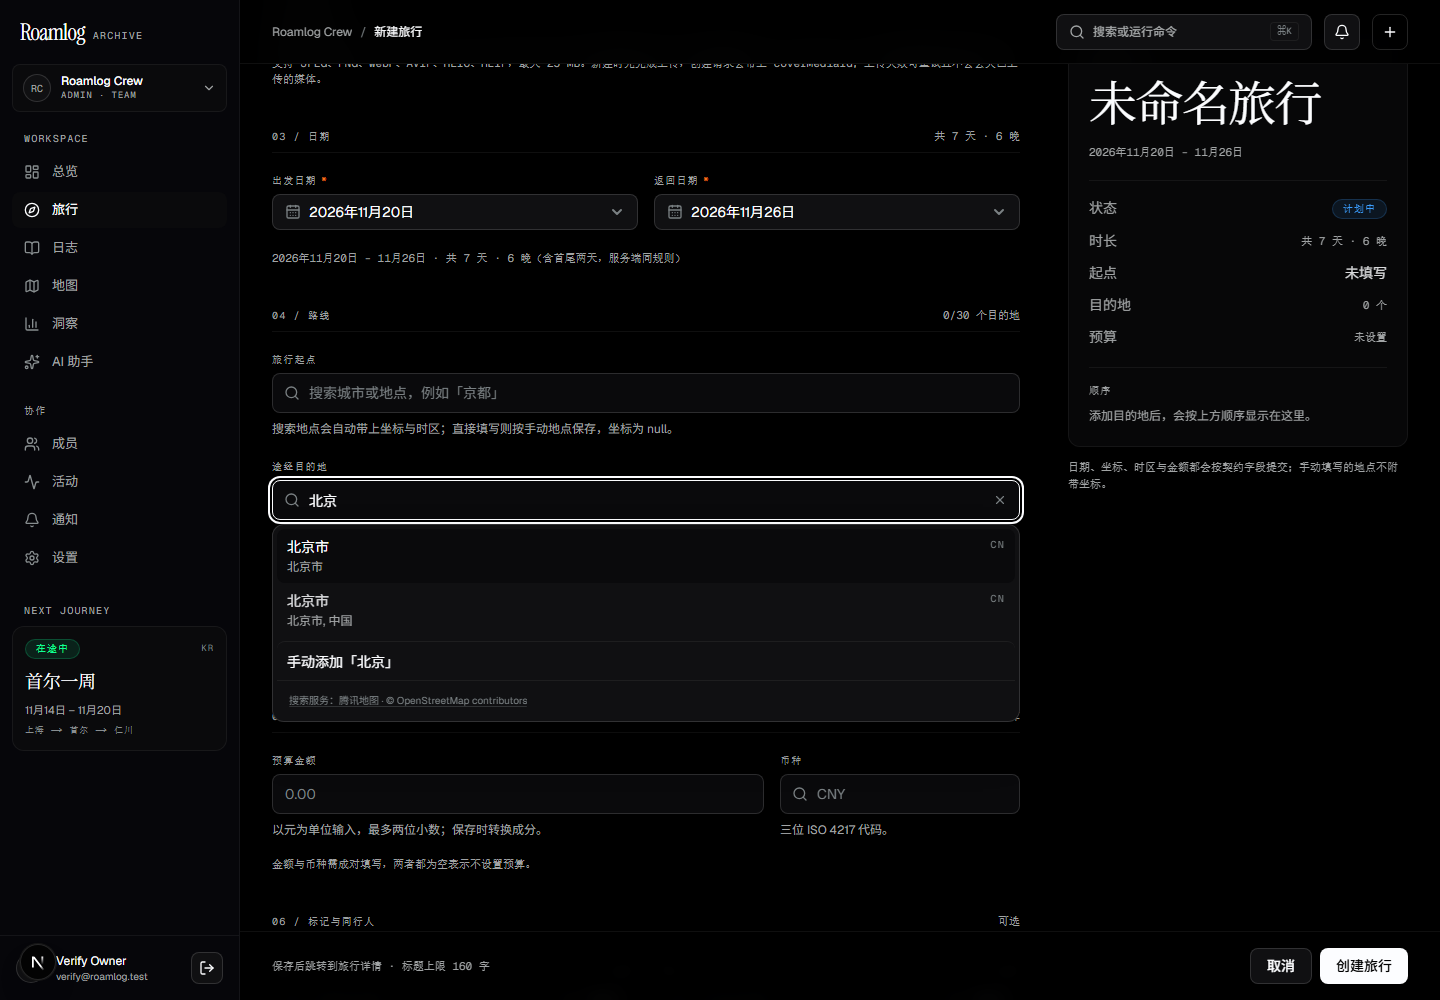 Roamlog ARCHIVE
RC
Roamlog Crew
ADMIN · TEAM
WORKSPACE
总览
旅行
日志
地图
洞察
AI 助手
协作
成员
活动
通知
设置
NEXT JOURNEY
在途中
KR
首尔一周
11月14日 – 11月20日
上海 → 首尔 → 仁川
N
Verify Owner
verify@roamlog.test
Roamlog Crew / 新建旅行
搜索或运行命令
⌘K
传的媒体。
03 / 日期
共 7 天 · 6 晚
出发日期 *
返回日期 *
2026年11月20日
2026年11月26日
2026年11月20日 – 11月26日 · 共 7 天 · 6 晚（含首尾两天，服务端同规则）
04 / 路线
0/30 个目的地
旅行起点
搜索城市或地点，例如「京都」
搜索地点会自动带上坐标与时区；直接填写则按手动地点保存，坐标为 null。
途经目的地
北京
北京市
CN
北京市
北京市
CN
北京市, 中国
手动添加「北京」
搜索服务：腾讯地图 · © OpenStreetMap contributors
预算金额
币种
0.00
CNY
以元为单位输入，最多两位小数；保存时转换成分。
三位 ISO 4217 代码。
金额与币种需成对填写，两者都为空表示不设置预算。
06 / 标记与同行人
可选
保存后跳转到旅行详情 · 标题上限 160 字
取消
创建旅行
未命名旅行
2026年11月20日 – 11月26日
状态
计划中
时长
共 7 天 · 6 晚
起点
未填写
目的地
0 个
预算
未设置
顺序
添加目的地后，会按上方顺序显示在这里。
日期、坐标、时区与金额都会按契约字段提交；手动填写的地点不附
带坐标。